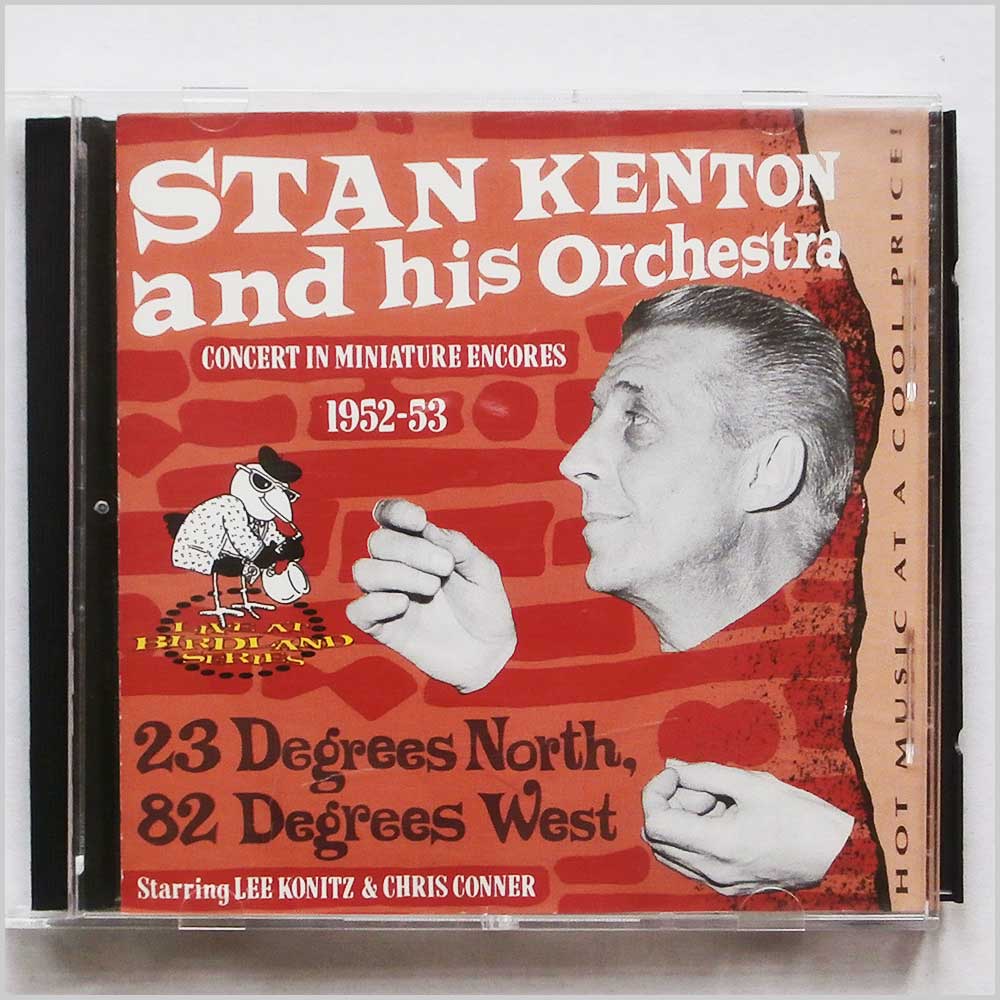 STAN KENTON
and his Orchestra
CONCERT IN MINIATURE ENCORES
1952-53
LIVE AT
BIRDLAND
SERIES
23 Degrees North,
82 Degrees West
Starring LEE KONITZ & CHRIS CONNER
HOT MUSIC AT A COOL PRICE!